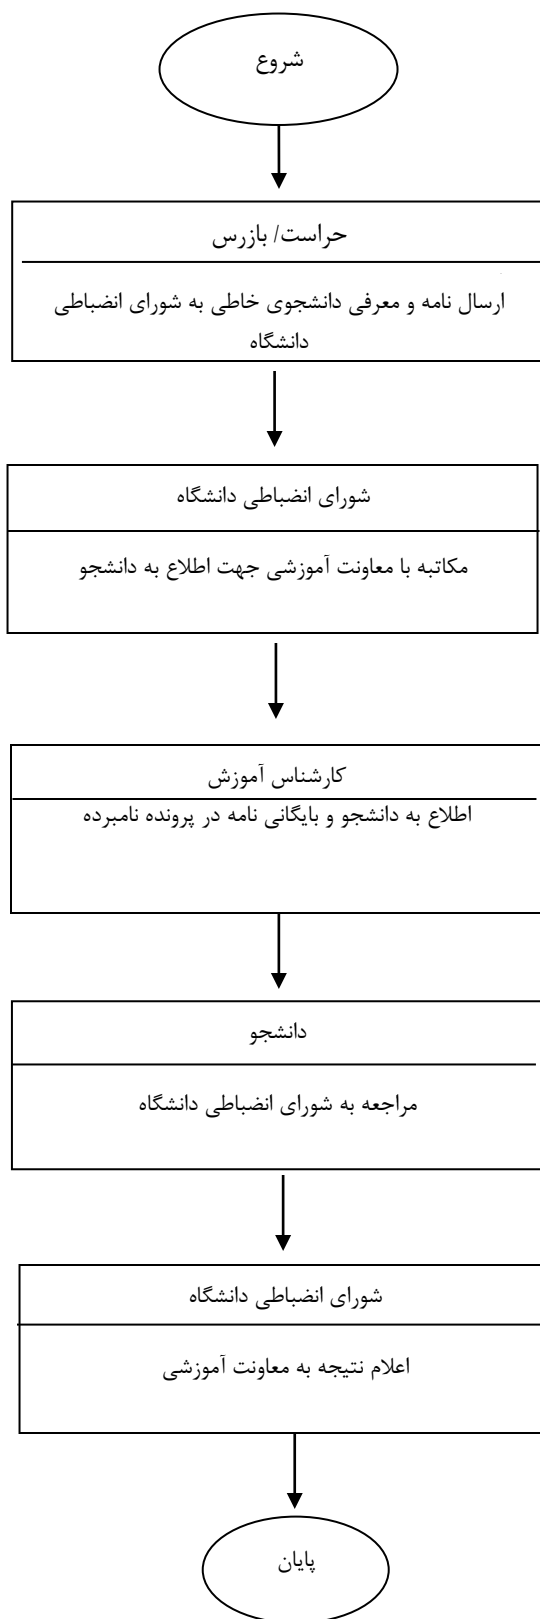 شروع
حراست/ بازرس
ارسال نامه و معرفی دانشجوی خاطی به شورای انضباطی
دانشگاه
شورای انضباطی دانشگاه
مکاتبه با معاونت آموزشی جهت اطلاع به دانشجو
کارشناس آموزش
اطلاع به دانشجو و بایگانی نامه در پرونده نامبرده
دانشجو
مراجعه به شورای انضباطی دانشگاه
شورای انضباطی دانشگاه
اعلام نتیجه به معاونت آموزشی
پایان